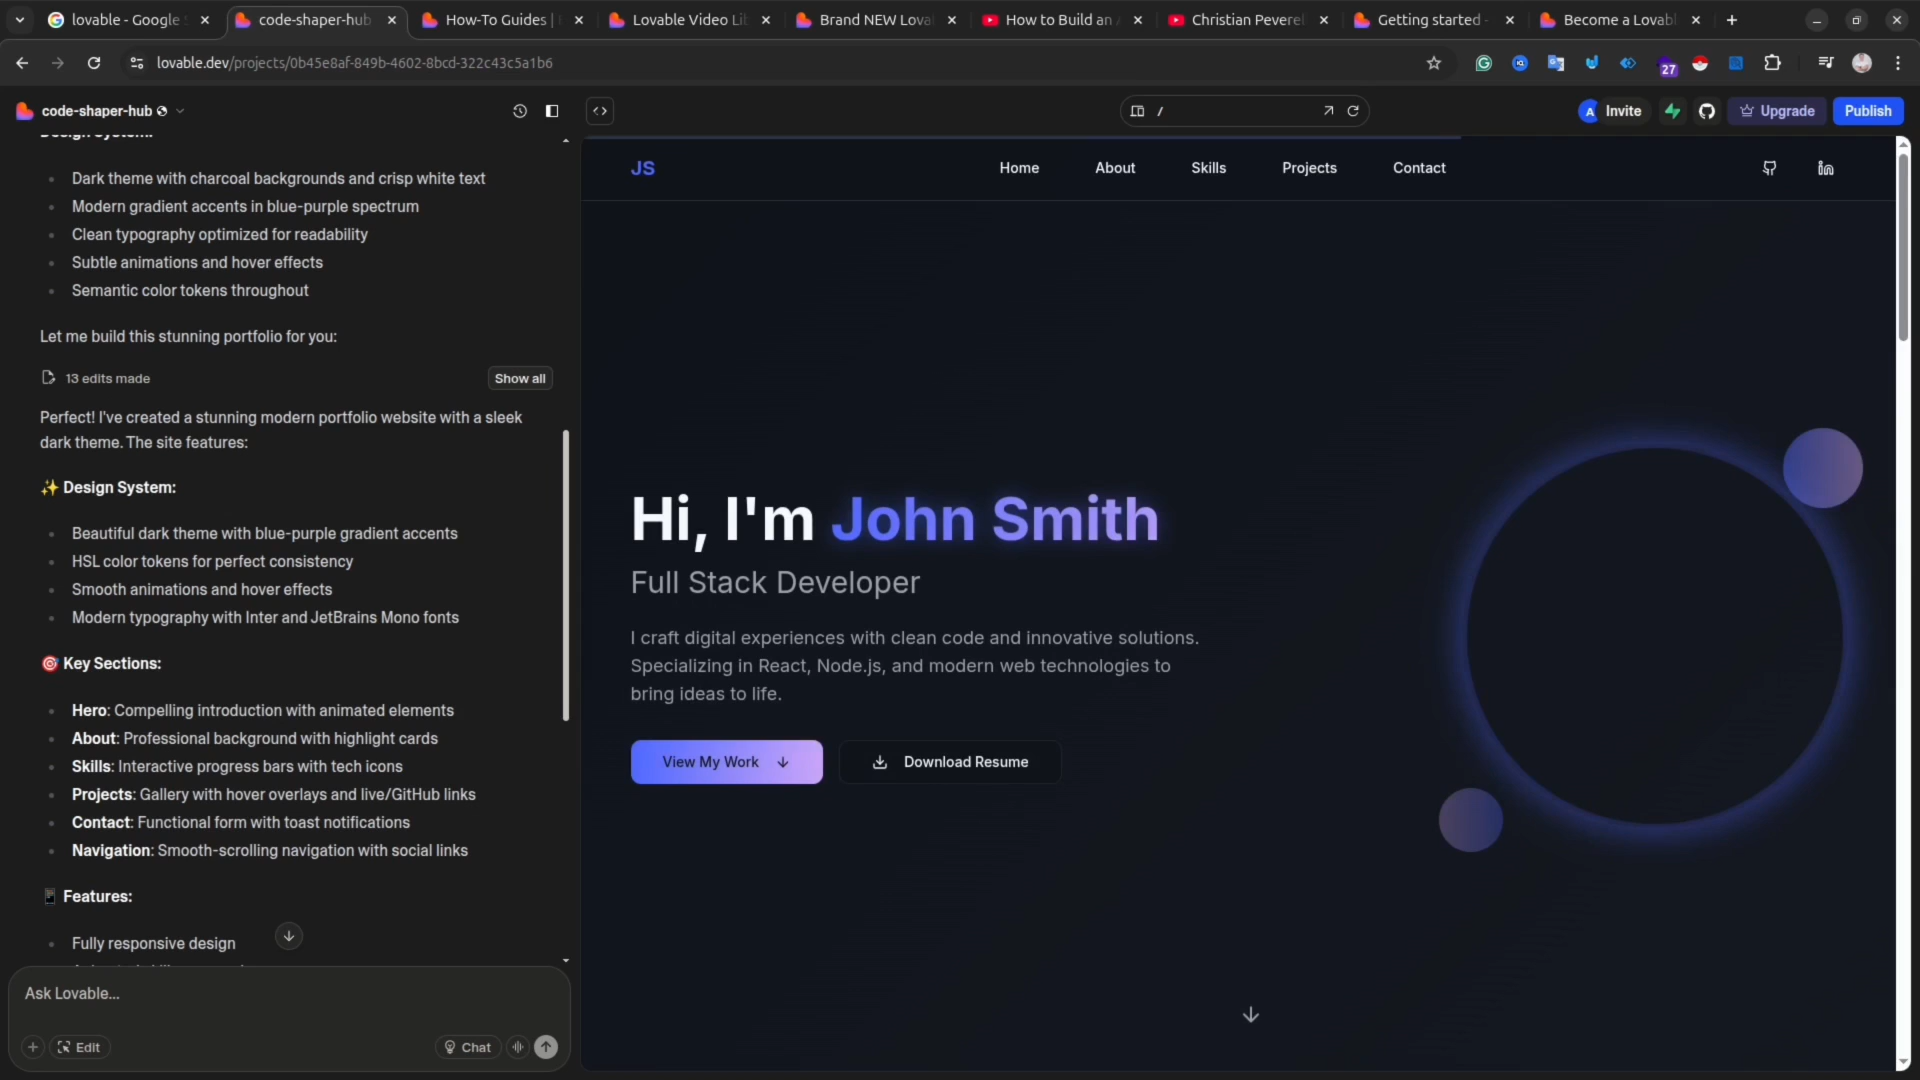 lovable - Google
code-shaper-hub
How-To Guides |
Lovable Video Li
Brand NEW Lova
How to Build an
Christian Peverel
Getting started -
Become a Lovabl
lovable.dev/projects/0b45e8af-849b-4602-8bcd-322c43c5a1b6
27
code-shaper-hub
/
A
Invite
Upgrade
Publish
Design System:
Dark theme with charcoal backgrounds and crisp white text
Modern gradient accents in blue-purple spectrum
Clean typography optimized for readability
Subtle animations and hover effects
Semantic color tokens throughout
Let me build this stunning portfolio for you:
13 edits made
Show all
Perfect! I've created a stunning modern portfolio website with a sleek
dark theme. The site features:
✨ Design System:
Beautiful dark theme with blue-purple gradient accents
HSL color tokens for perfect consistency
Smooth animations and hover effects
Modern typography with Inter and JetBrains Mono fonts
🎯 Key Sections:
Hero: Compelling introduction with animated elements
About: Professional background with highlight cards
Skills: Interactive progress bars with tech icons
Projects: Gallery with hover overlays and live/GitHub links
Contact: Functional form with toast notifications
Navigation: Smooth-scrolling navigation with social links
📱 Features:
Fully responsive design
Ask Lovable...
Edit
Chat
JS
Home
About
Skills
Projects
Contact
Hi, I'm John Smith
Full Stack Developer
I craft digital experiences with clean code and innovative solutions.
Specializing in React, Node.js, and modern web technologies to
bring ideas to life.
View My Work
Download Resume